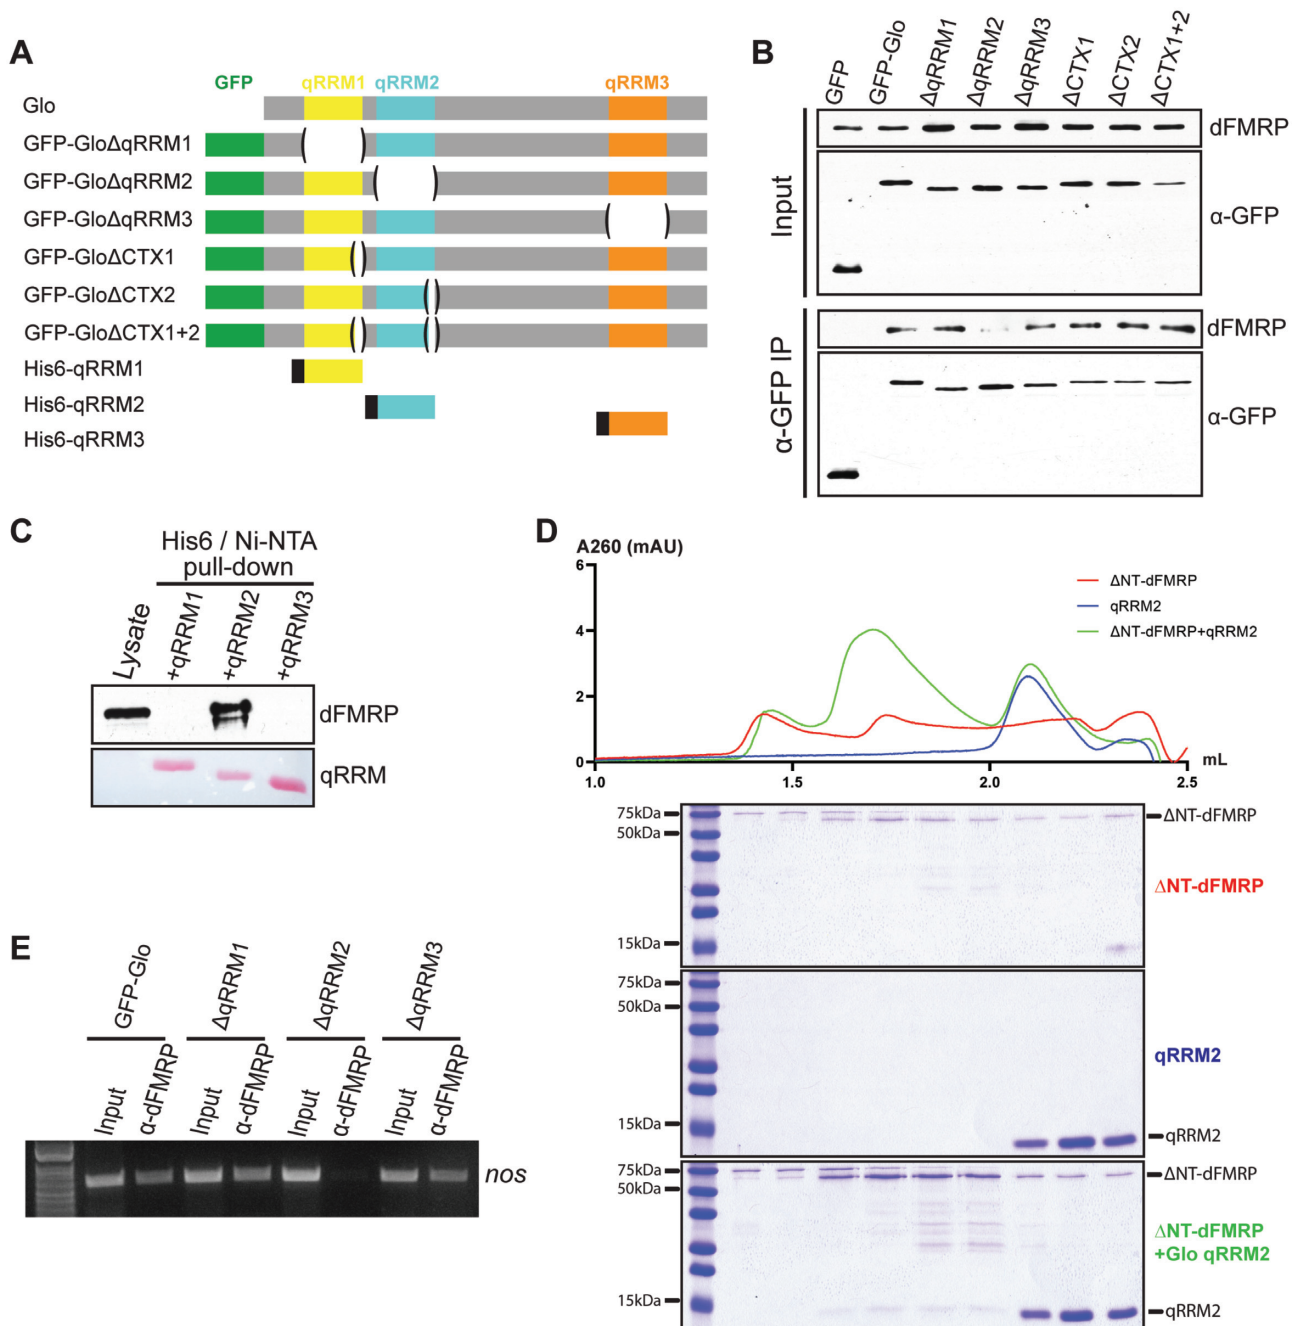 A
GFP qRRM1 qRRM2 qRRM3
Glo
GFP-GloΔqRRM1
GFP-GloΔqRRM2
GFP-GloΔqRRM3
GFP-GloΔCTX1
GFP-GloΔCTX2
GFP-GloΔCTX1+2
His6-qRRM1
His6-qRRM2
His6-qRRM3
B
GFP GFP-Glo ΔqRRM1 ΔqRRM2 ΔqRRM3 ΔCTX1 ΔCTX2 ΔCTX1+2
Input
dFMRP
α-GFP
α-GFP IP
dFMRP
α-GFP
C
His6 / Ni-NTA
pull-down
Lysate +qRRM1 +qRRM2 +qRRM3
dFMRP
qRRM
D
A260 (mAU)
6
4
2
0
1.0 1.5 2.0 2.5
mL
ΔNT-dFMRP
qRRM2
ΔNT-dFMRP+qRRM2
75kDa
50kDa
15kDa
ΔNT-dFMRP
ΔNT-dFMRP
75kDa
50kDa
15kDa
qRRM2
qRRM2
75kDa
50kDa
15kDa
ΔNT-dFMRP
ΔNT-dFMRP
+Glo qRRM2
qRRM2
E
GFP-Glo ΔqRRM1 ΔqRRM2 ΔqRRM3
Input α-dFMRP Input α-dFMRP Input α-dFMRP Input α-dFMRP
nos